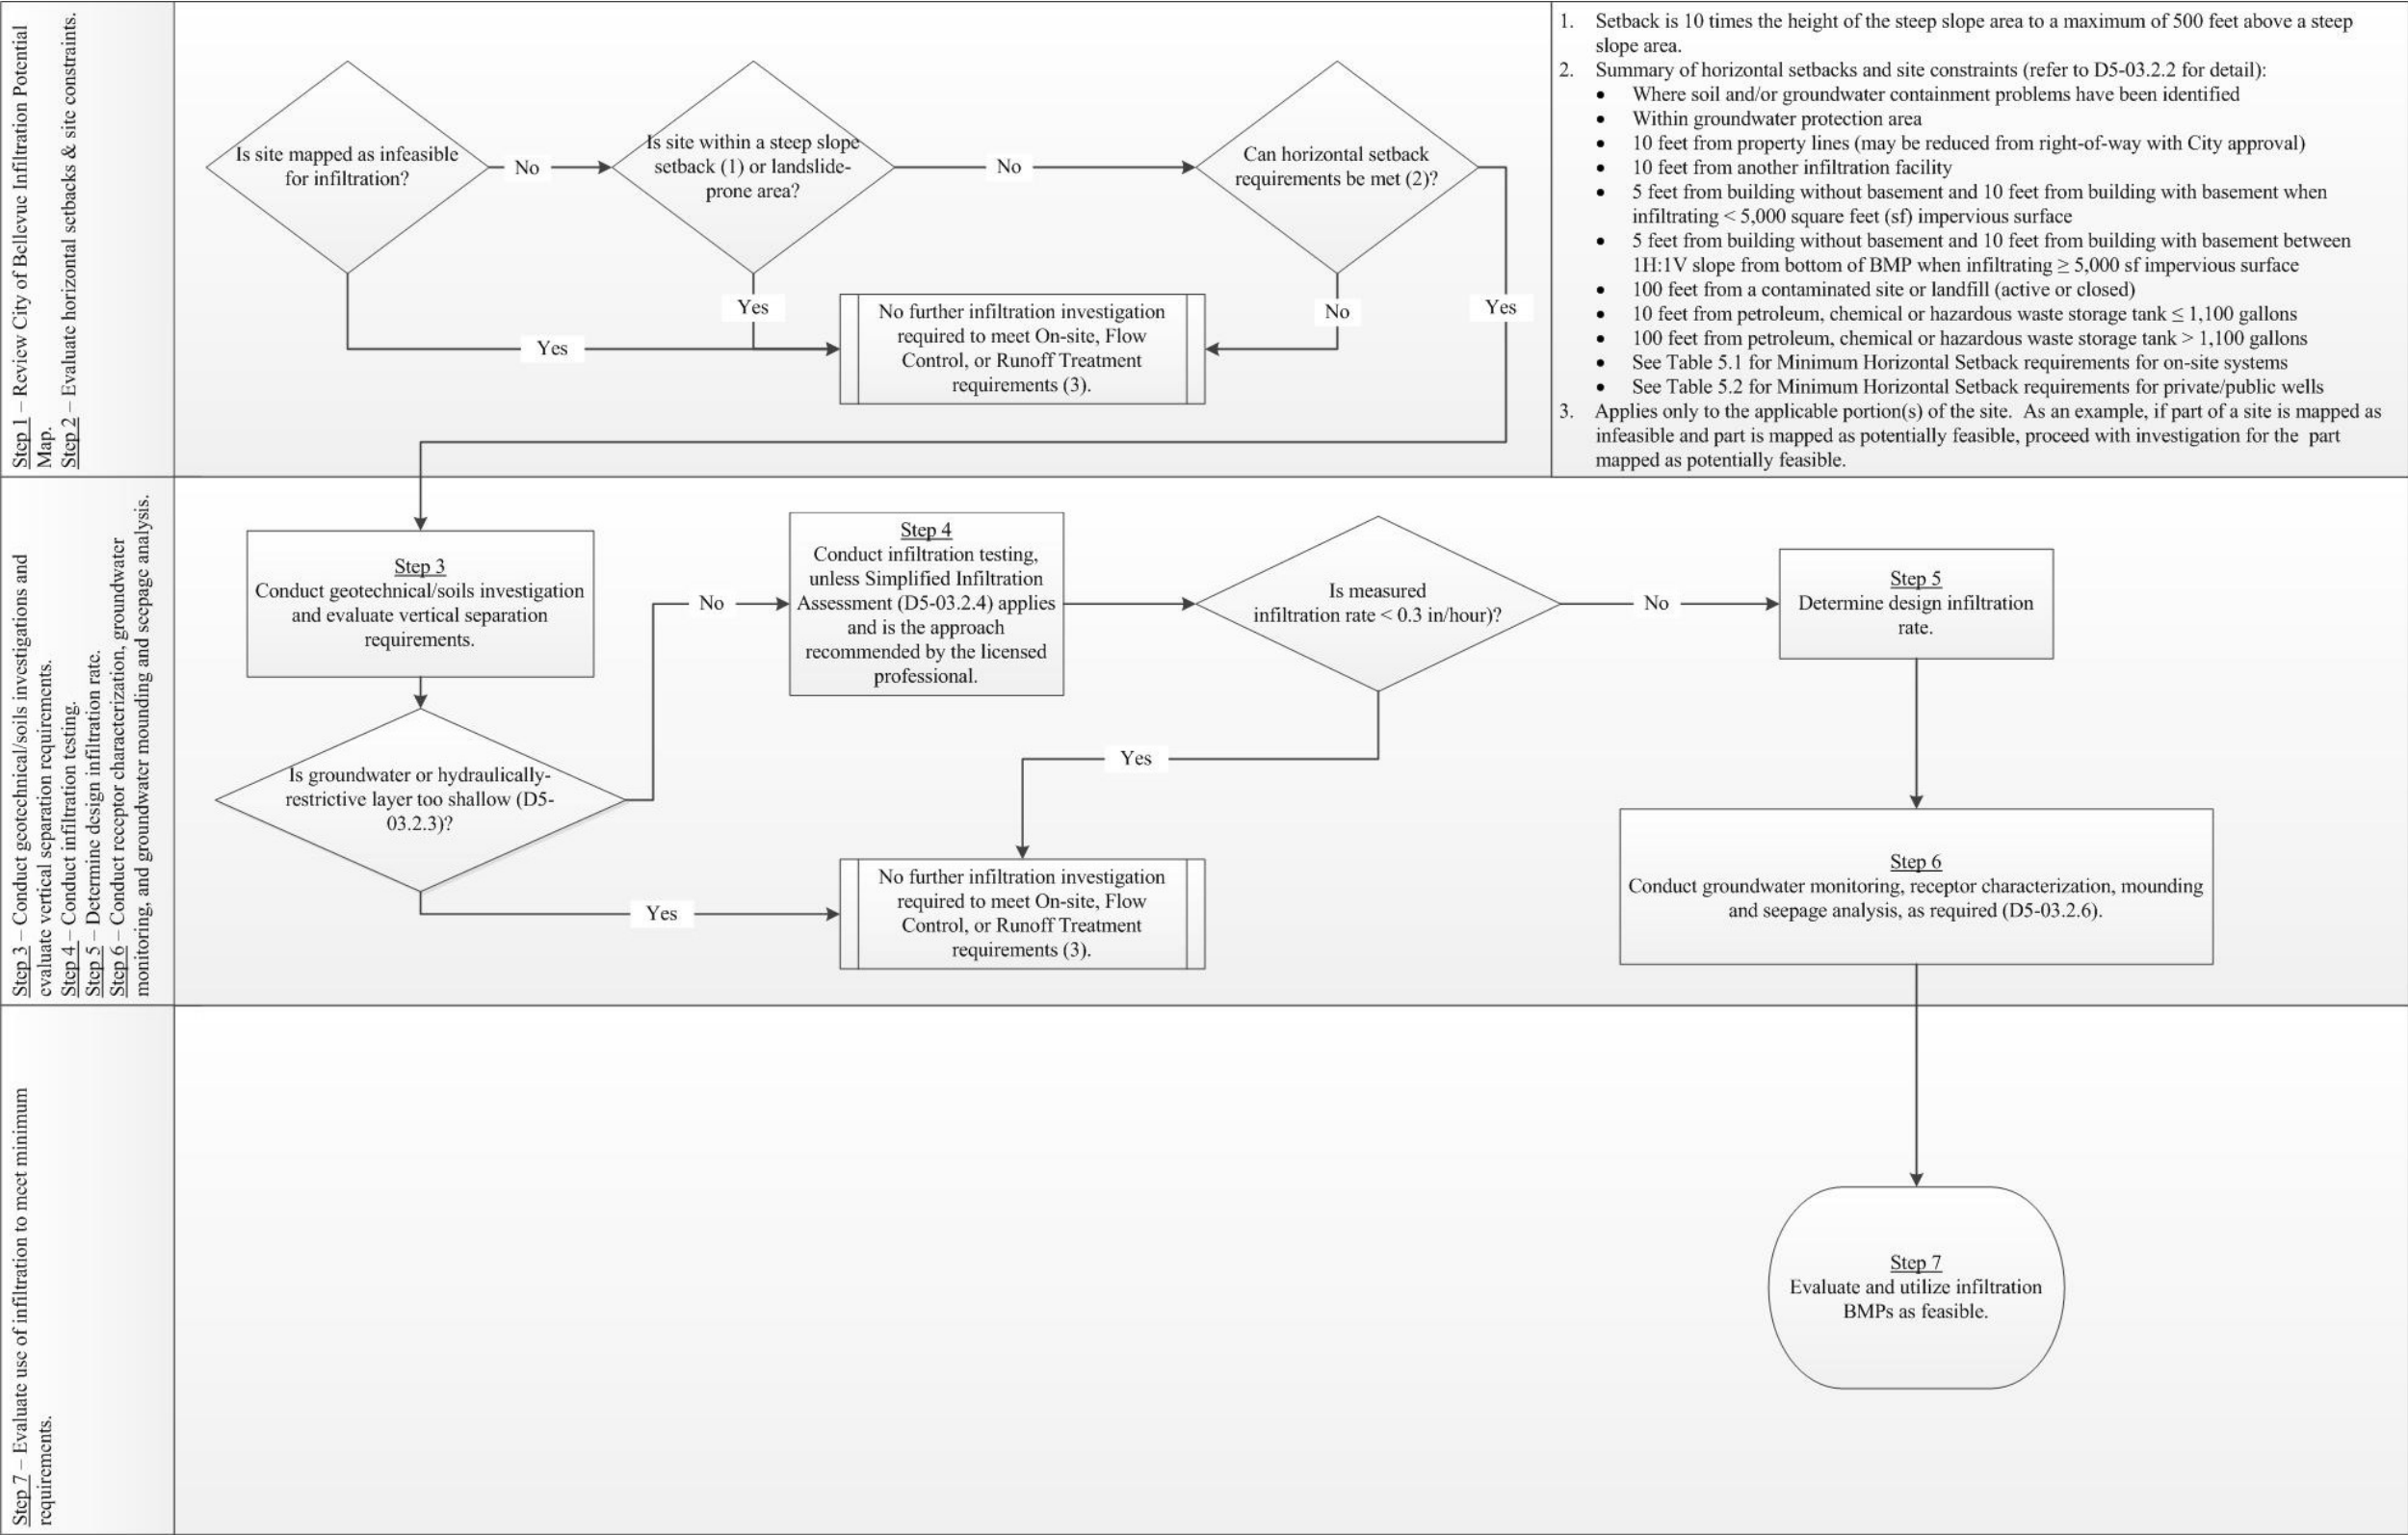 Step 1 – Review City of Bellevue Infiltration Potential
Map.
Step 2 – Evaluate horizontal setbacks & site constraints.
Is site mapped as infeasible
for infiltration?
No
Is site within a steep slope
setback (1) or landslide-
prone area?
No
Can horizontal setback
requirements be met (2)?
Yes
Yes
No
Yes
No further infiltration investigation
required to meet On-site, Flow
Control, or Runoff Treatment
requirements (3).
1. Setback is 10 times the height of the steep slope area to a maximum of 500 feet above a steep
slope area.
2. Summary of horizontal setbacks and site constraints (refer to D5-03.2.2 for detail):
• Where soil and/or groundwater containment problems have been identified
• Within groundwater protection area
• 10 feet from property lines (may be reduced from right-of-way with City approval)
• 10 feet from another infiltration facility
• 5 feet from building without basement and 10 feet from building with basement when
infiltrating < 5,000 square feet (sf) impervious surface
• 5 feet from building without basement and 10 feet from building with basement between
1H:1V slope from bottom of BMP when infiltrating ≥ 5,000 sf impervious surface
• 100 feet from a contaminated site or landfill (active or closed)
• 10 feet from petroleum, chemical or hazardous waste storage tank ≤ 1,100 gallons
• 100 feet from petroleum, chemical or hazardous waste storage tank > 1,100 gallons
• See Table 5.1 for Minimum Horizontal Setback requirements for on-site systems
• See Table 5.2 for Minimum Horizontal Setback requirements for private/public wells
3. Applies only to the applicable portion(s) of the site. As an example, if part of a site is mapped as
infeasible and part is mapped as potentially feasible, proceed with investigation for the part
mapped as potentially feasible.
Step 3 – Conduct geotechnical/soils investigations and
evaluate vertical separation requirements.
Step 4 – Conduct infiltration testing.
Step 5 – Determine design infiltration rate.
Step 6 – Conduct receptor characterization, groundwater
monitoring, and groundwater mounding and seepage analysis.
Step 3
Conduct geotechnical/soils investigation
and evaluate vertical separation
requirements.
Is groundwater or hydraulically-
restrictive layer too shallow (D5-
03.2.3)?
No
Yes
Step 4
Conduct infiltration testing,
unless Simplified Infiltration
Assessment (D5-03.2.4) applies
and is the approach
recommended by the licensed
professional.
Is measured
infiltration rate < 0.3 in/hour)?
Yes
No
No further infiltration investigation
required to meet On-site, Flow
Control, or Runoff Treatment
requirements (3).
Step 5
Determine design infiltration
rate.
Step 6
Conduct groundwater monitoring, receptor characterization, mounding
and seepage analysis, as required (D5-03.2.6).
Step 7 – Evaluate use of infiltration to meet minimum
requirements.
Step 7
Evaluate and utilize infiltration
BMPs as feasible.